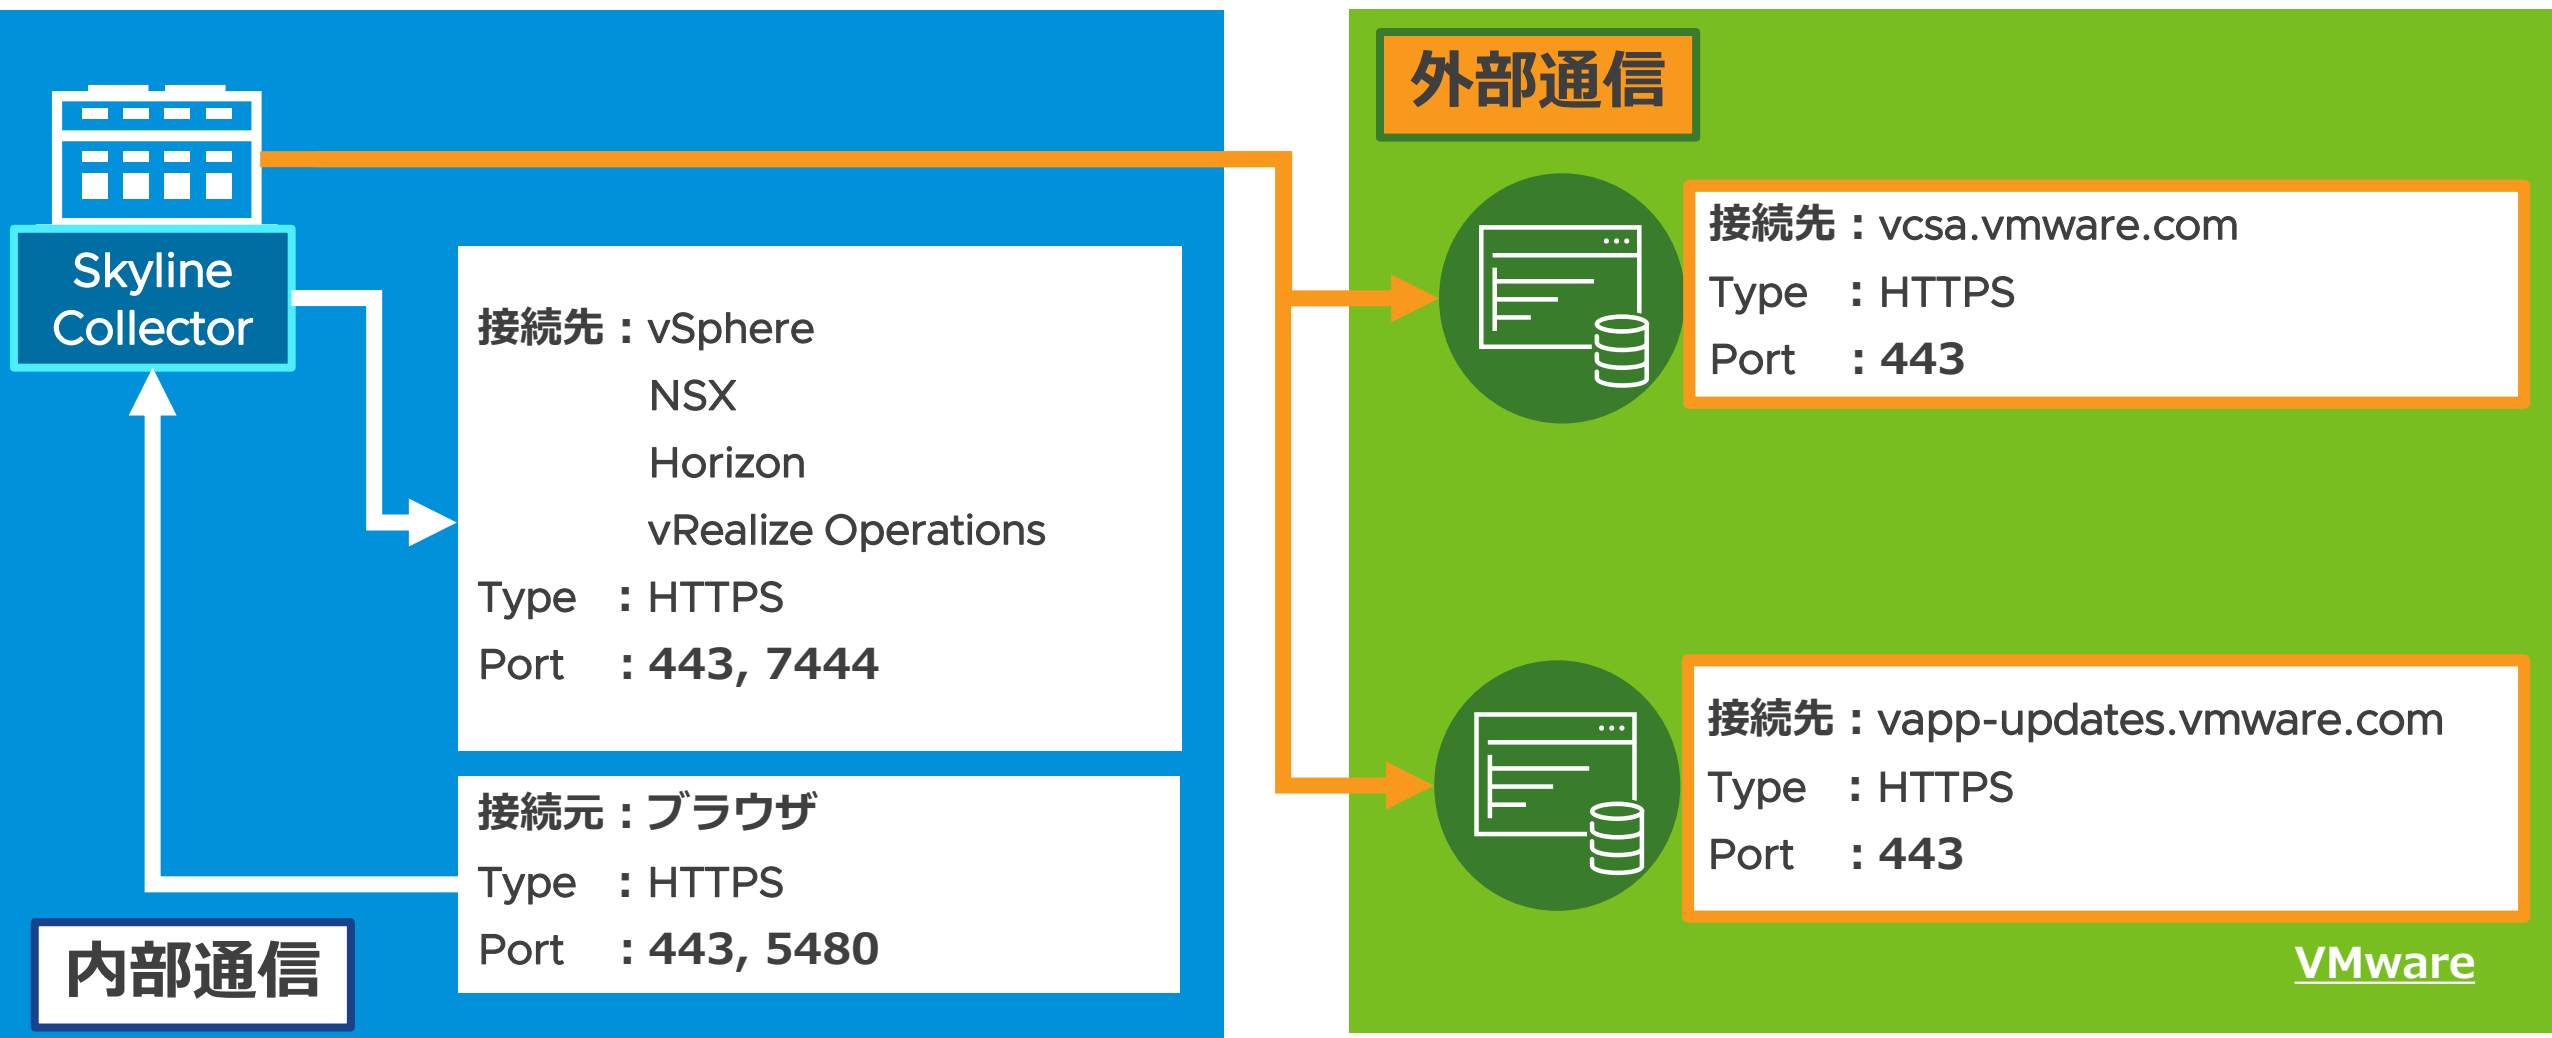 Skyline
Collector
接続先：vSphere
NSX
Horizon
vRealize Operations
Type ：HTTPS
Port ：443, 7444
接続元：ブラウザ
Type ：HTTPS
Port ：443, 5480
内部通信
外部通信
接続先：vcsa.vmware.com
Type ：HTTPS
Port ：443
接続先：vapp-updates.vmware.com
Type ：HTTPS
Port ：443
VMware